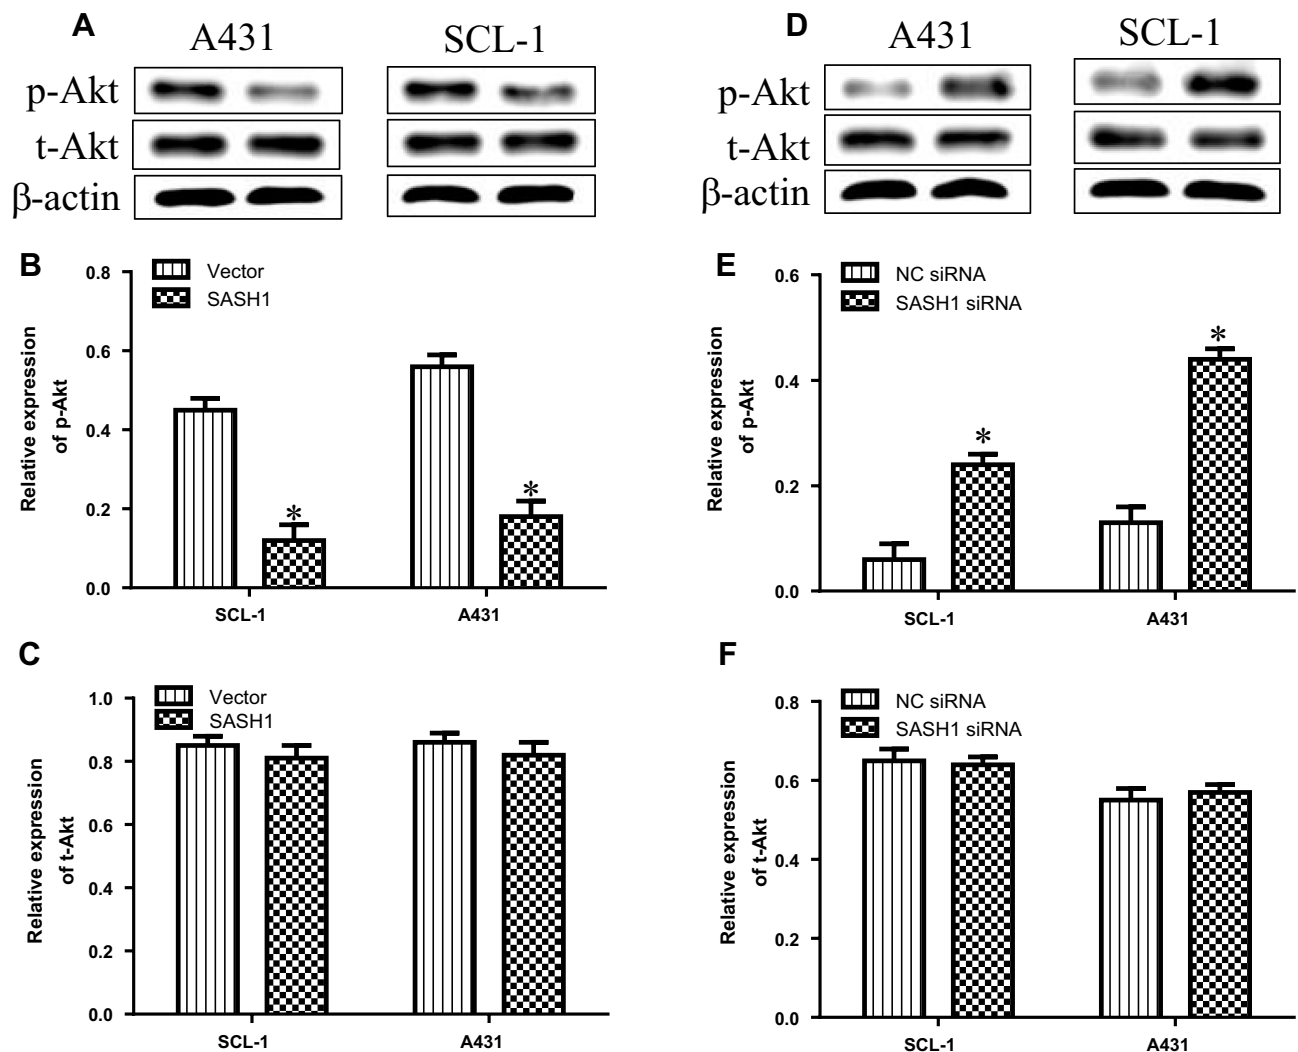 A
A431
SCL-1
p-Akt
t-Akt
β-actin
D
A431
SCL-1
p-Akt
t-Akt
β-actin
B
Relative expression
of p-Akt
0.8
0.6
0.4
0.2
0.0
Vector
SASH1
*
*
SCL-1
A431
E
Relative expression
of p-Akt
0.6
0.4
0.2
0.0
NC siRNA
SASH1 siRNA
*
*
SCL-1
A431
C
Relative expression
of t-Akt
1.0
0.8
0.6
0.4
0.2
0.0
Vector
SASH1
SCL-1
A431
F
Relative expression
of t-Akt
0.8
0.6
0.4
0.2
0.0
NC siRNA
SASH1 siRNA
SCL-1
A431